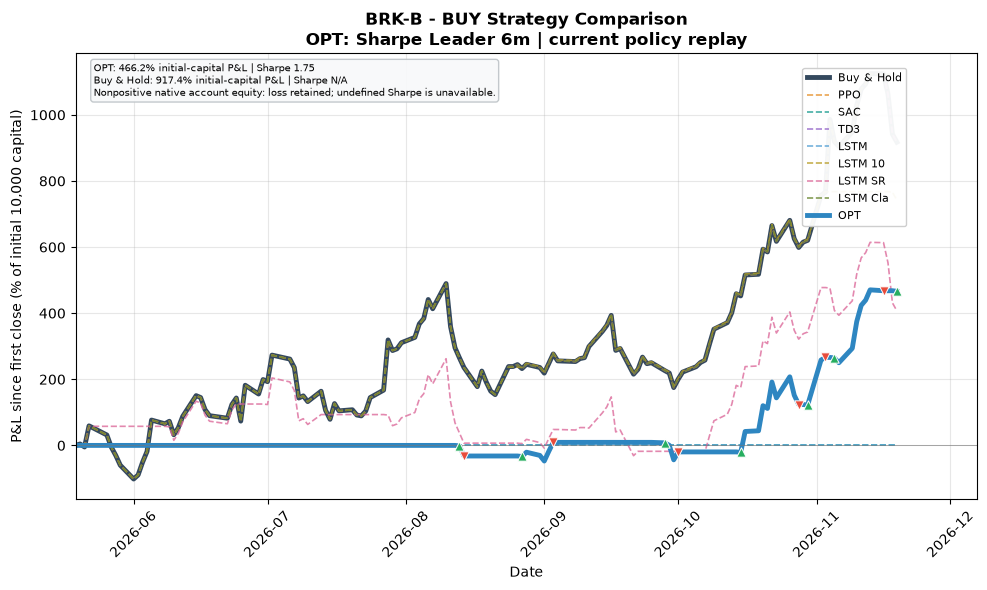 BRK-B - BUY Strategy Comparison
OPT: Sharpe Leader 6m | current policy replay
OPT: 466.2% initial-capital P&L | Sharpe 1.75
Buy & Hold: 917.4% initial-capital P&L | Sharpe N/A
Nonpositive native account equity: loss retained; undefined Sharpe is unavailable.
Buy & Hold
PPO
SAC
TD3
LSTM
LSTM 10
LSTM SR
LSTM Cla
OPT
P&L since first close (% of initial 10,000 capital)
1000
800
600
400
200
0
2026-06
2026-07
2026-08
2026-09
2026-10
2026-11
2026-12
Date